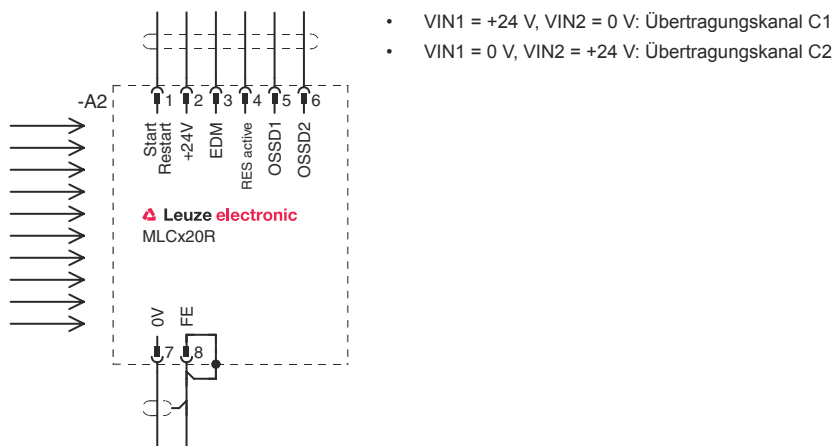 • VIN1 = +24 V, VIN2 = 0 V: Übertragungskanal C1
• VIN1 = 0 V, VIN2 = +24 V: Übertragungskanal C2
-A2
1 2 3 4 5 6
Start
Restart
+24V
EDM
RES active
OSSD1
OSSD2
Leuze electronic
MLCx20R
0V
FE
7 8